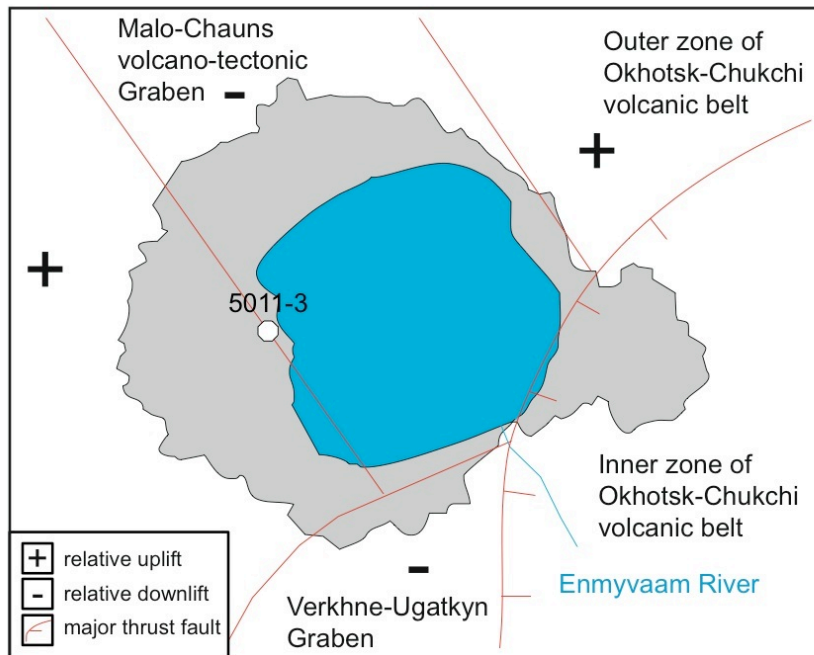 Malo-Chauns
volcano-tectonic
Graben
-
Outer zone of
Okhotsk-Chukchi
volcanic belt
+
+
5011-3
Inner zone of
Okhotsk-Chukchi
volcanic belt
Enmyvaam River
-
Verkhne-Ugatkyn
Graben
+ relative uplift
- relative downlift
major thrust fault